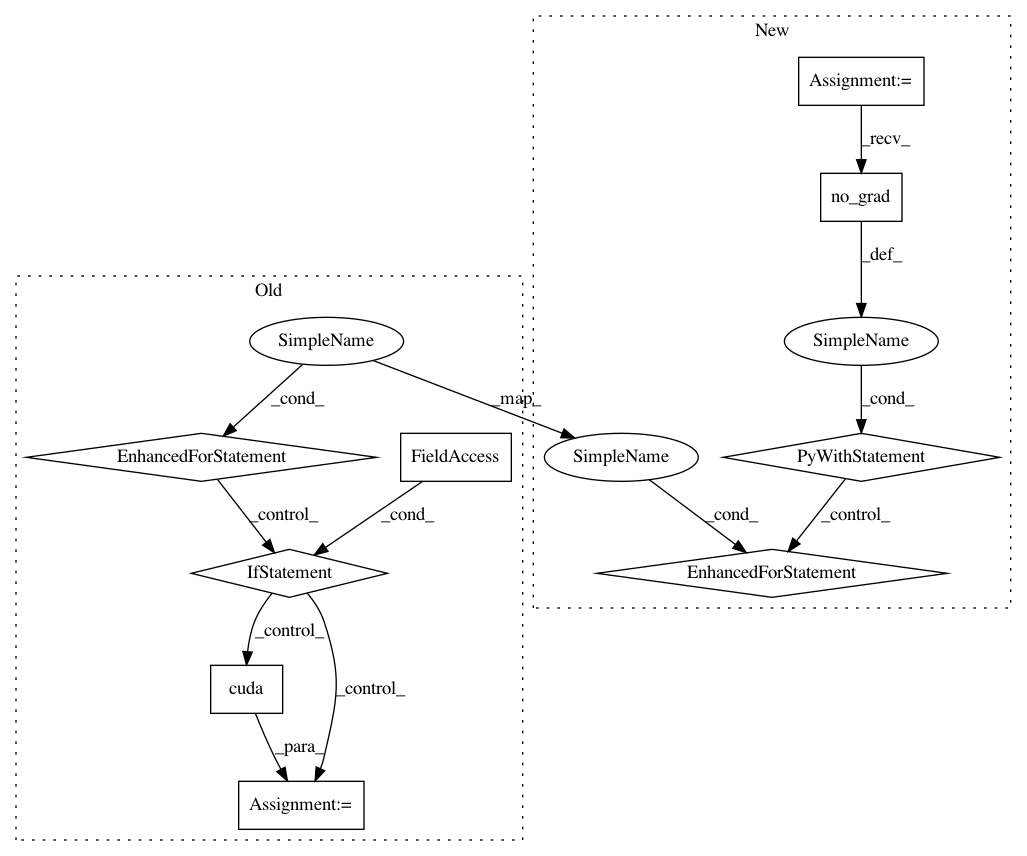 New
Assignment:=
_recv_
no_grad
_def_
Old
SimpleName
SimpleName
_cond_
_map_
_cond_
EnhancedForStatement
FieldAccess
SimpleName
PyWithStatement
_control_
_cond_
_cond_
_control_
IfStatement
EnhancedForStatement
_control_
cuda
_control_
_para_
Assignment:=